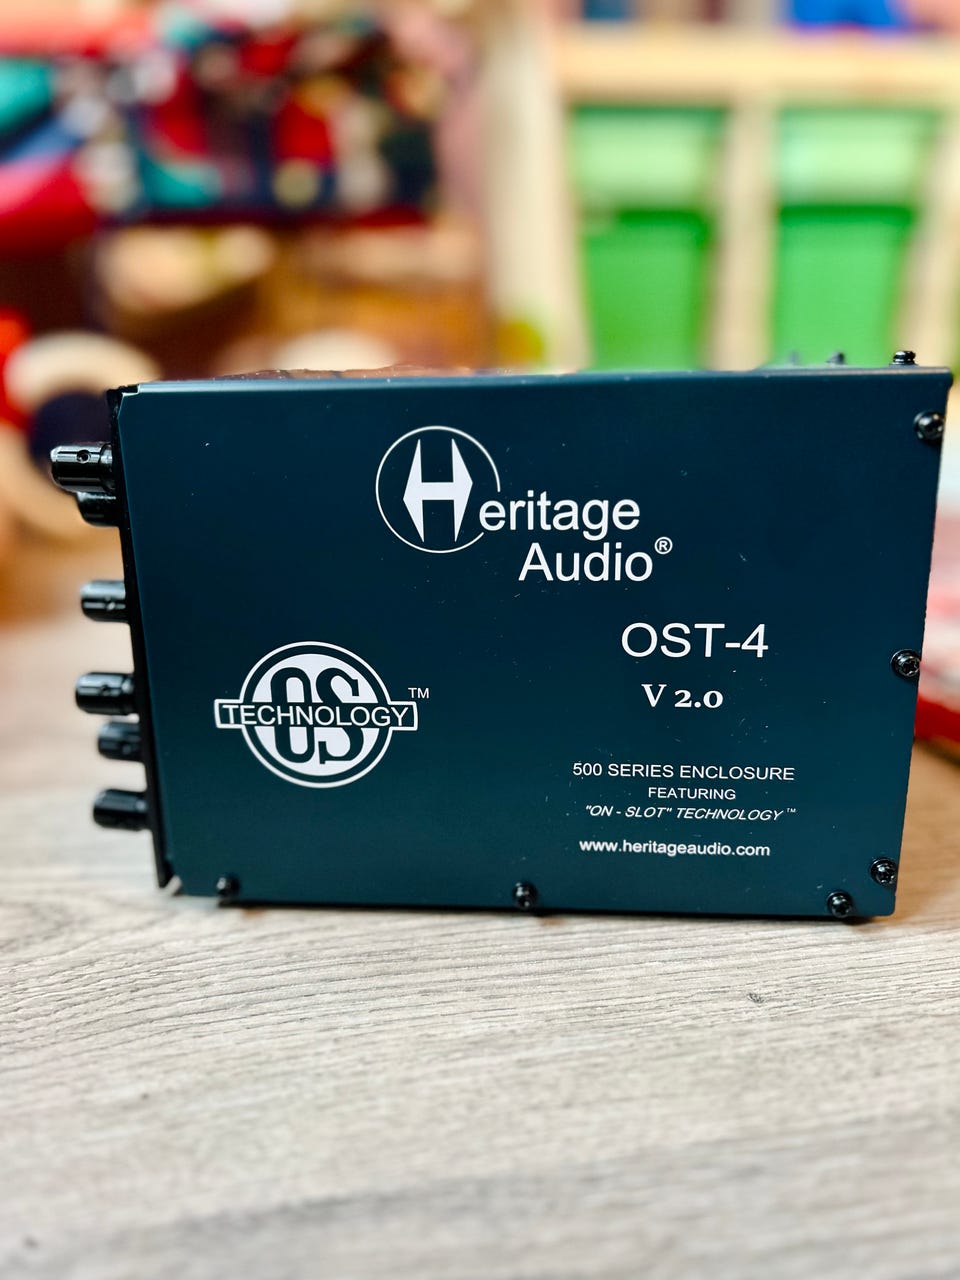 Heritage
Audio®
OST-4
V 2.0
OS
TECHNOLOGY™
500 SERIES ENCLOSURE
FEATURING
"ON - SLOT" TECHNOLOGY™
www.heritageaudio.com